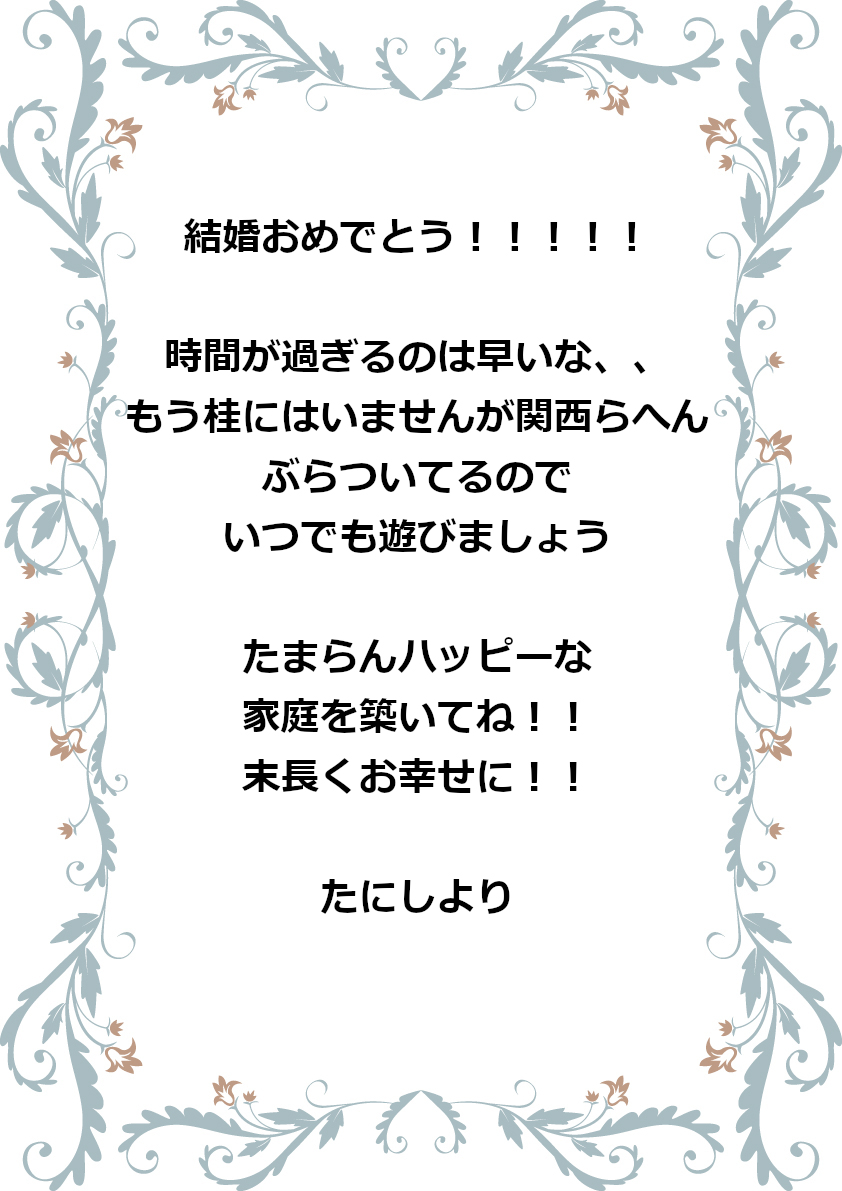 結婚おめでとう！！！！！
時間が過ぎるのは早いな、、
もう桂にはいませんが関西らへん
ぶらついてるので
いつでも遊びましょう
たまらんハッピーな
家庭を築いてね！！
末長くお幸せに！！
たにしより